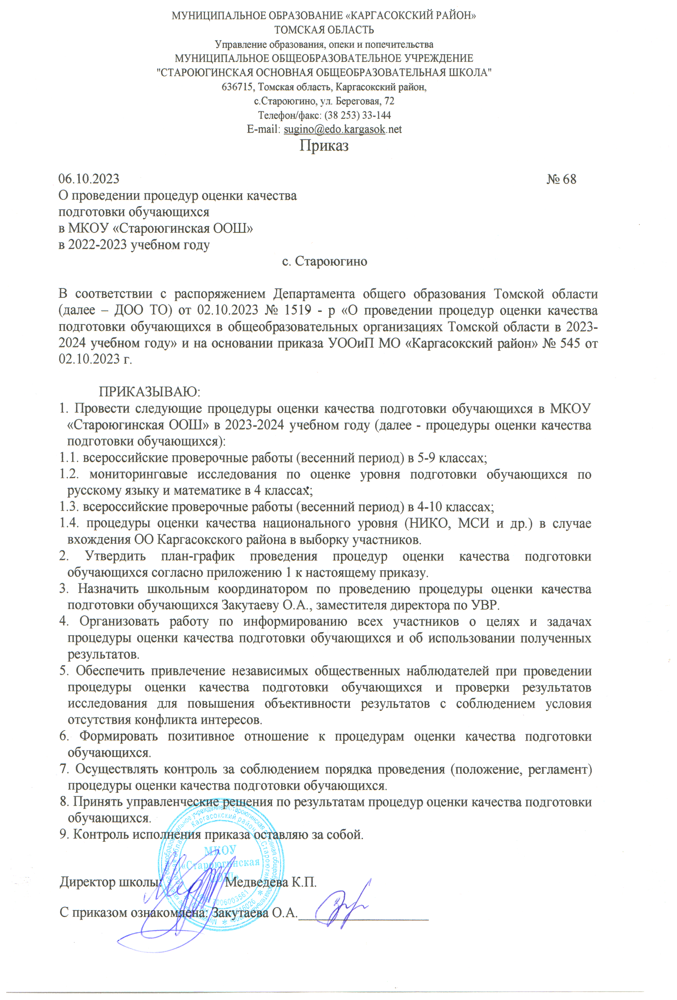 МУНИЦИПАЛЬНОЕ ОБРАЗОВАНИЕ «КАРГАСОКСКИЙ РАЙОН»
ТОМСКАЯ ОБЛАСТЬ
Управление образования, опеки и попечительства
МУНИЦИПАЛЬНОЕ ОБЩЕОБРАЗОВАТЕЛЬНОЕ УЧРЕЖДЕНИЕ
"СТАРОЮГИНСКАЯ ОСНОВНАЯ ОБЩЕОБРАЗОВАТЕЛЬНАЯ ШКОЛА"
636715, Томская область, Каргасокский район,
с.Староюгино, ул. Береговая, 72
Телефон/факс: (38 253) 33-144
E-mail: sugino@edo.kargasok.net
Приказ
06.10.2023 № 68
О проведении процедур оценки качества
подготовки обучающихся
в МКОУ «Староюгинская ООШ»
в 2022-2023 учебном году
с. Староюгино
В соответствии с распоряжением Департамента общего образования Томской области
(далее – ДОО ТО) от 02.10.2023 № 1519 - р «О проведении процедур оценки качества
подготовки обучающихся в общеобразовательных организациях Томской области в 2023-
2024 учебном году» и на основании приказа УООиП МО «Каргасокский район» № 545 от
02.10.2023 г.
ПРИКАЗЫВАЮ:
1. Провести следующие процедуры оценки качества подготовки обучающихся в МКОУ
«Староюгинская ООШ» в 2023-2024 учебном году (далее - процедуры оценки качества
подготовки обучающихся):
1.1. всероссийские проверочные работы (весенний период) в 5-9 классах;
1.2. мониторинговые исследования по оценке уровня подготовки обучающихся по
русскому языку и математике в 4 классах;
1.3. всероссийские проверочные работы (весенний период) в 4-10 классах;
1.4. процедуры оценки качества национального уровня (НИКО, МСИ и др.) в случае
вхождения ОО Каргасокского района в выборку участников.
2. Утвердить план-график проведения процедур оценки качества подготовки
обучающихся согласно приложению 1 к настоящему приказу.
3. Назначить школьным координатором по проведению процедуры оценки качества
подготовки обучающихся Закутаеву О.А., заместителя директора по УВР.
4. Организовать работу по информированию всех участников о целях и задачах
процедуры оценки качества подготовки обучающихся и об использовании полученных
результатов.
5. Обеспечить привлечение независимых общественных наблюдателей при проведении
процедуры оценки качества подготовки обучающихся и проверки результатов
исследования для повышения объективности результатов с соблюдением условия
отсутствия конфликта интересов.
6. Формировать позитивное отношение к процедурам оценки качества подготовки
обучающихся.
7. Осуществлять контроль за соблюдением порядка проведения (положение, регламент)
процедуры оценки качества подготовки обучающихся.
8. Принять управленческие решения по результатам процедур оценки качества подготовки
обучающихся.
9. Контроль исполнения приказа оставляю за собой.
МКОУ
«Староюгинская
ООШ»
Директор школы: Медведева К.П.
С приказом ознакомлена: Закутаева О.А.